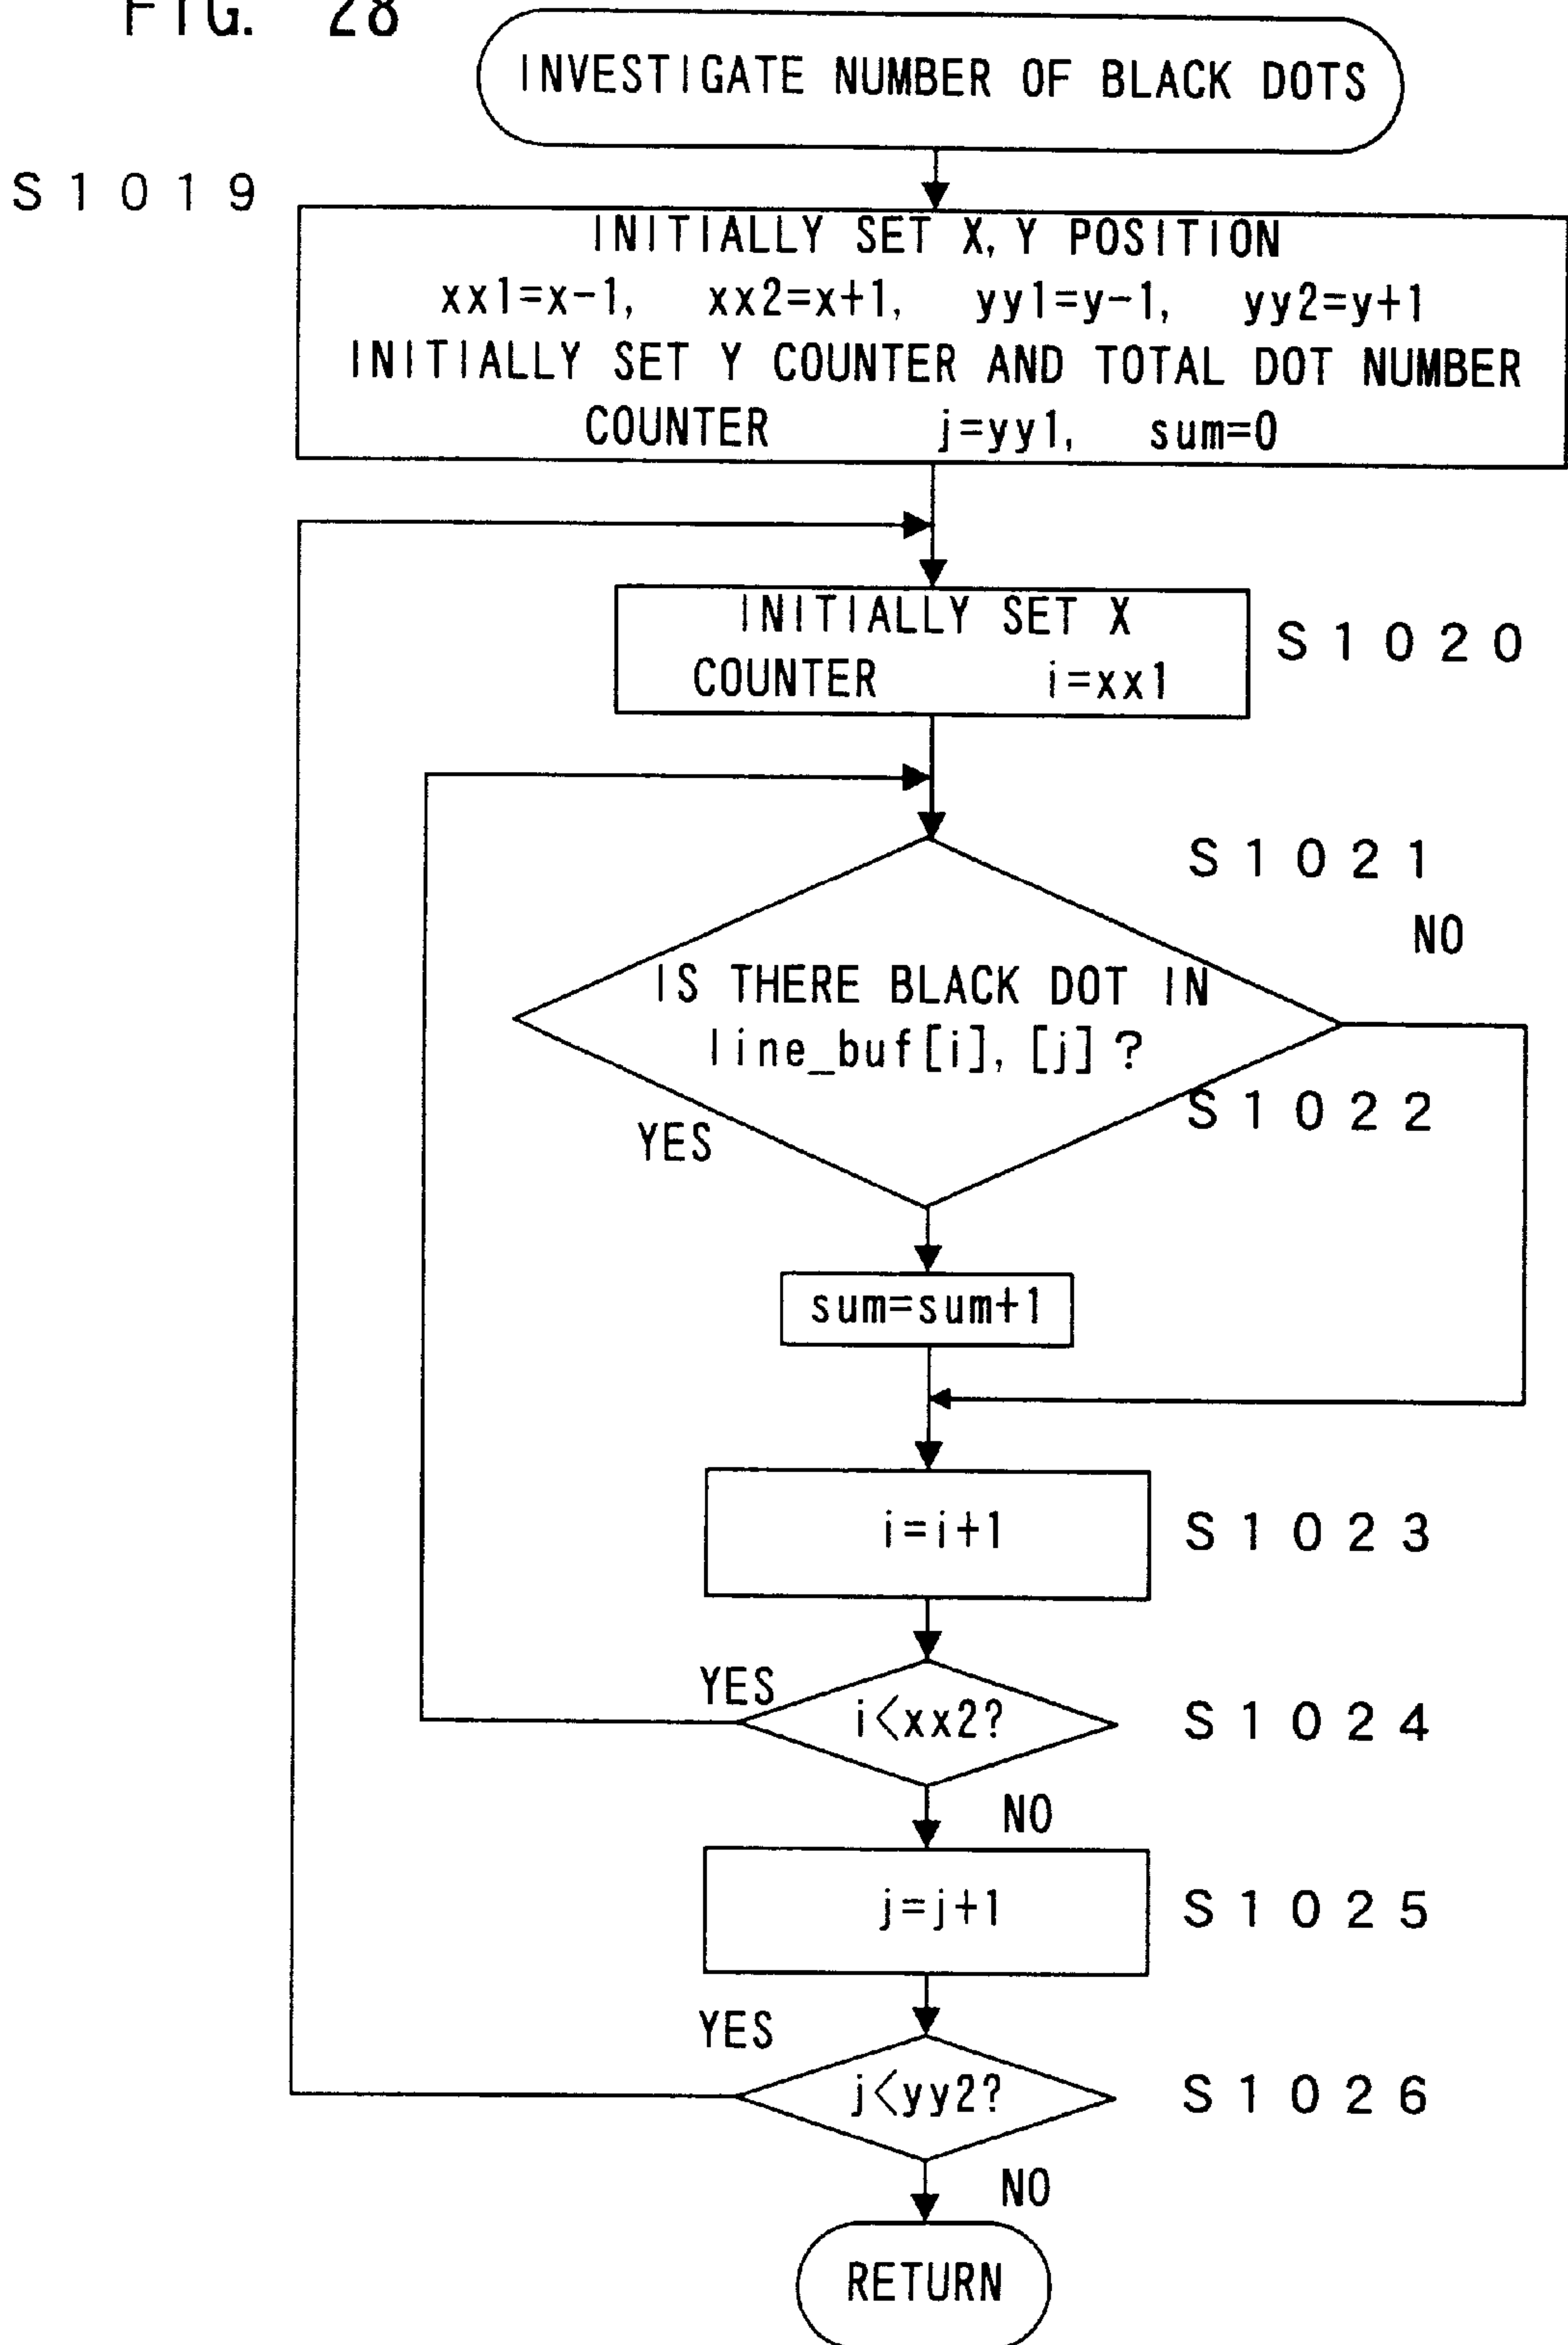 FIG. 28
INVESTIGATE NUMBER OF BLACK DOTS
S1019
INITIALLY SET X, Y POSITION
xx1=x-1, xx2=x+1, yy1=y-1, yy2=y+1
INITIALLY SET Y COUNTER AND TOTAL DOT NUMBER
COUNTER j=yy1, sum=0
INITIALLY SET X
COUNTER i=xx1
S1020
S1021
NO
IS THERE BLACK DOT IN
line_buf[i], [j] ?
S1022
YES
sum=sum+1
i=i+1
S1023
YES
i<xx2?
S1024
NO
j=j+1
S1025
YES
j<yy2?
S1026
NO
RETURN